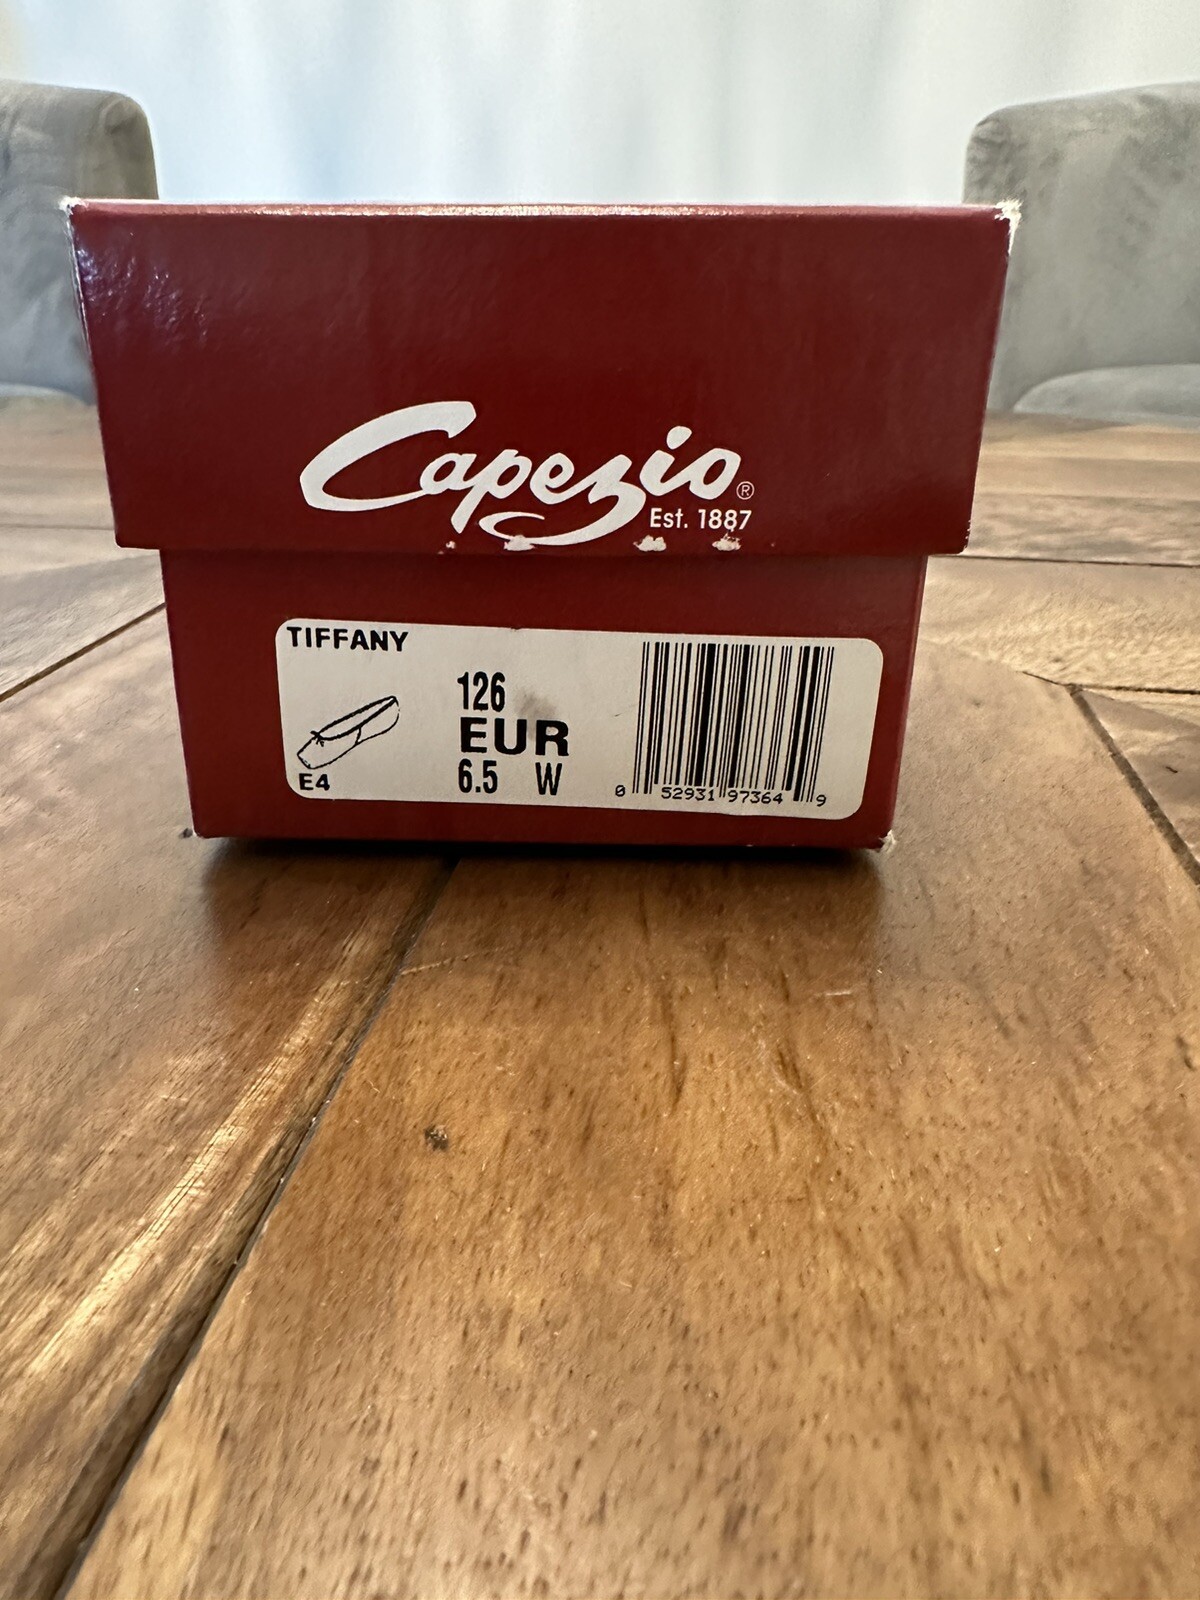 Capezio®
Est. 1887
TIFFANY
126
EUR
6.5 W
E4
0 52931 97364 9